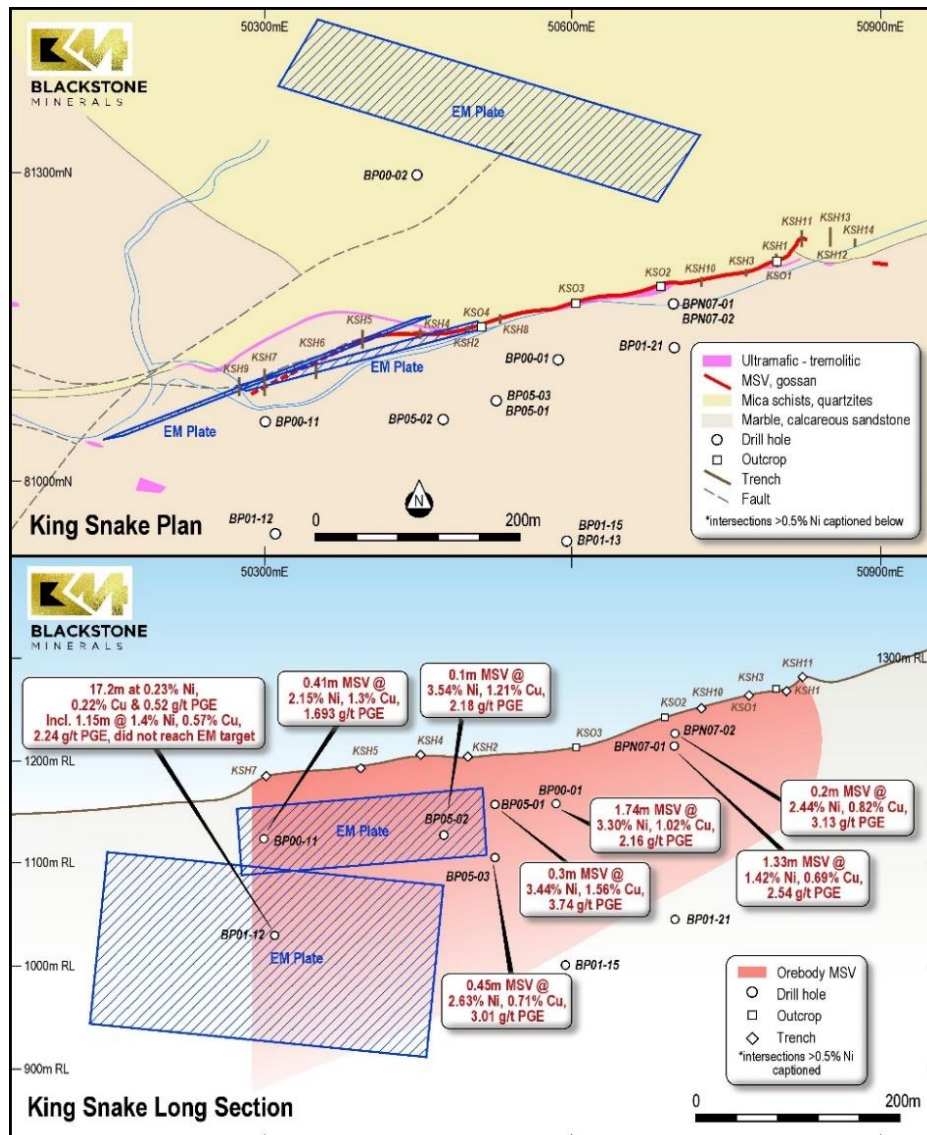 50300mE
50600mE
50900mE
BLACKSTONE
MINERALS
EM Plate
81300mN
BP00-02
KSH11
KSH13
KSH14
KSH1
KSH12
KSO1
KSH3
KSO2
KSH10
KSO3
BPN07-01
BPN07-02
KSO4
KSH5
KSH4
KSH8
KSH2
KSH6
KSH7
KSH9
EM Plate
BP00-01
BP01-21
EM Plate
BP05-03
BP05-01
BP00-11
BP05-02
81000mN
N
King Snake Plan
0
200m
BP01-12
BP01-15
BP01-13
Ultramafic - tremolitic
MSV, gossan
Mica schists, quartzites
Marble, calcareous sandstone
Drill hole
Outcrop
Trench
Fault
*intersections >0.5% Ni captioned below
50300mE
50600mE
50900mE
BLACKSTONE
MINERALS
1300m RL
17.2m at 0.23% Ni,
0.22% Cu & 0.52 g/t PGE
Incl. 1.15m @ 1.4% Ni, 0.57% Cu,
2.24 g/t PGE, did not reach EM target
0.41m MSV @
2.15% Ni, 1.3% Cu,
1.693 g/t PGE
0.1m MSV @
3.54% Ni, 1.21% Cu,
2.18 g/t PGE
KSH11
KSH3
KSH10
KSO2
KSH1
KSO1
KSO3
KSH4
KSH2
KSH5
KSH7
BPN07-02
BPN07-01
1200m RL
EM Plate
BP05-02
BP00-11
BP05-01
BP00-01
0.2m MSV @
2.44% Ni, 0.82% Cu,
3.13 g/t PGE
1.74m MSV @
3.30% Ni, 1.02% Cu,
2.16 g/t PGE
1100m RL
BP05-03
0.3m MSV @
3.44% Ni, 1.56% Cu,
3.74 g/t PGE
1.33m MSV @
1.42% Ni, 0.69% Cu,
2.54 g/t PGE
BP01-21
BP01-12
EM Plate
1000m RL
BP01-15
0.45m MSV @
2.63% Ni, 0.71% Cu,
3.01 g/t PGE
900m RL
Orebody MSV
Drill hole
Outcrop
Trench
*intersections >0.5% Ni
captioned
King Snake Long Section
0
200m